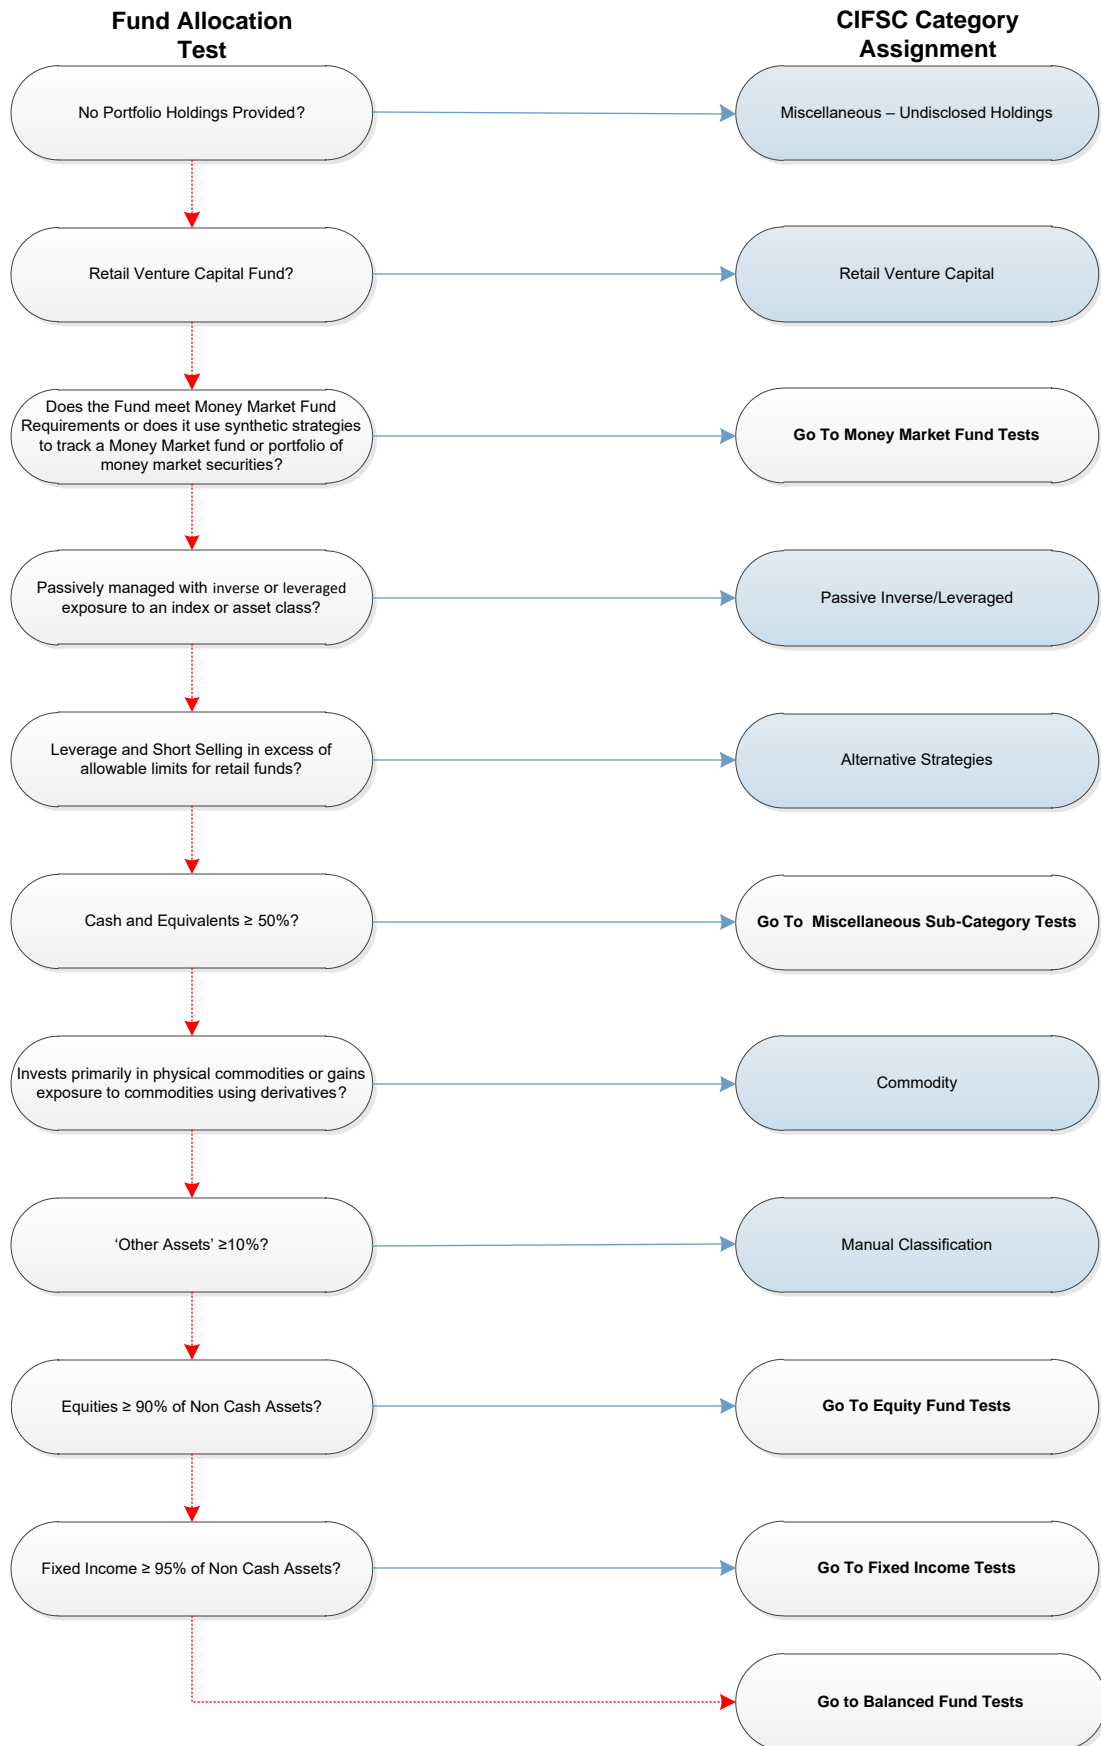 Fund Allocation
Test
CIFSC Category
Assignment
No Portfolio Holdings Provided?
Miscellaneous – Undisclosed Holdings
Retail Venture Capital Fund?
Retail Venture Capital
Does the Fund meet Money Market Fund
Requirements or does it use synthetic strategies
to track a Money Market fund or portfolio of
money market securities?
Go To Money Market Fund Tests
Passively managed with inverse or leveraged
exposure to an index or asset class?
Passive Inverse/Leveraged
Leverage and Short Selling in excess of
allowable limits for retail funds?
Alternative Strategies
Cash and Equivalents ≥ 50%?
Go To  Miscellaneous Sub-Category Tests
Invests primarily in physical commodities or gains
exposure to commodities using derivatives?
Commodity
‘Other Assets’ ≥10%?
Manual Classification
Equities ≥ 90% of Non Cash Assets?
Go To Equity Fund Tests
Fixed Income ≥ 95% of Non Cash Assets?
Go To Fixed Income Tests
Go to Balanced Fund Tests